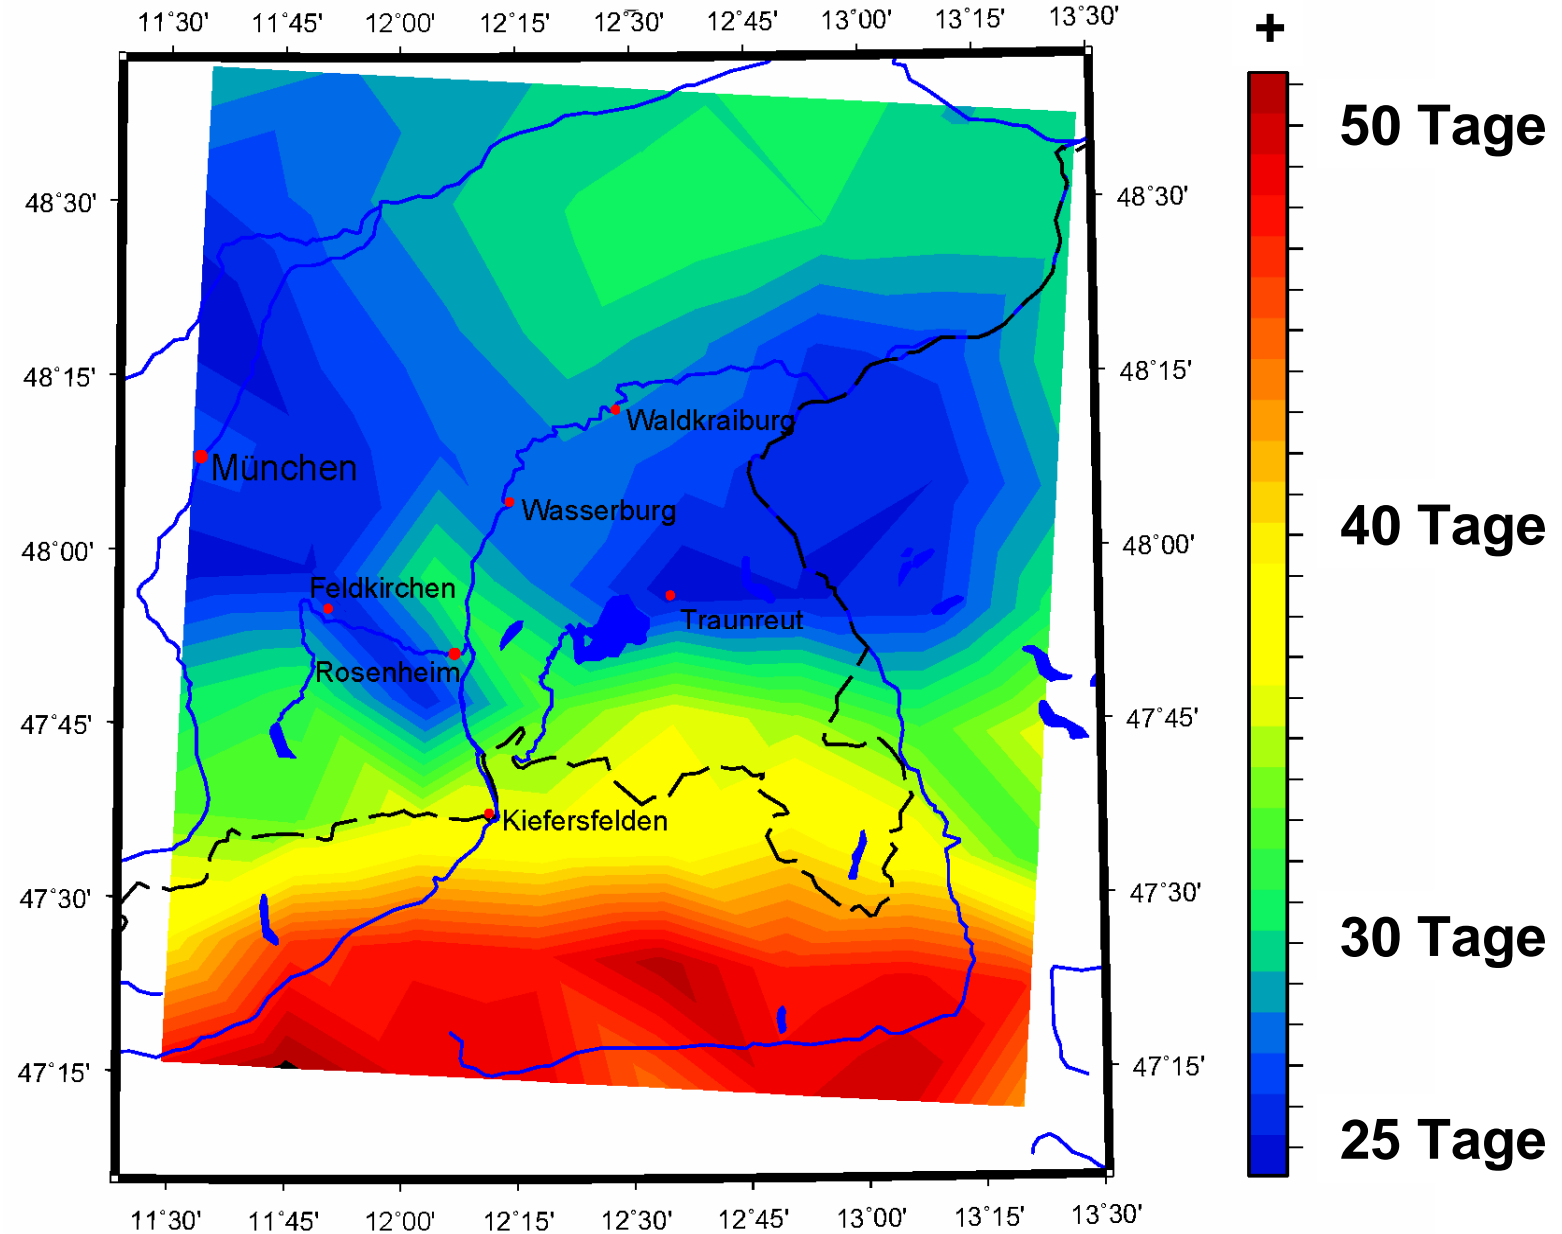 11˚30' 11˚45' 12˚00' 12˚15' 12˚30' 12˚45' 13˚00' 13˚15' 13˚30'
+
50 Tage
48˚30' 48˚30'
48˚15' 48˚15'
Waldkraiburg
München
Wasserburg
40 Tage
48˚00' 48˚00'
Feldkirchen
Traunreut
Rosenheim
47˚45' 47˚45'
Kiefersfelden
47˚30' 47˚30'
30 Tage
47˚15' 47˚15'
25 Tage
11˚30' 11˚45' 12˚00' 12˚15' 12˚30' 12˚45' 13˚00' 13˚15' 13˚30'